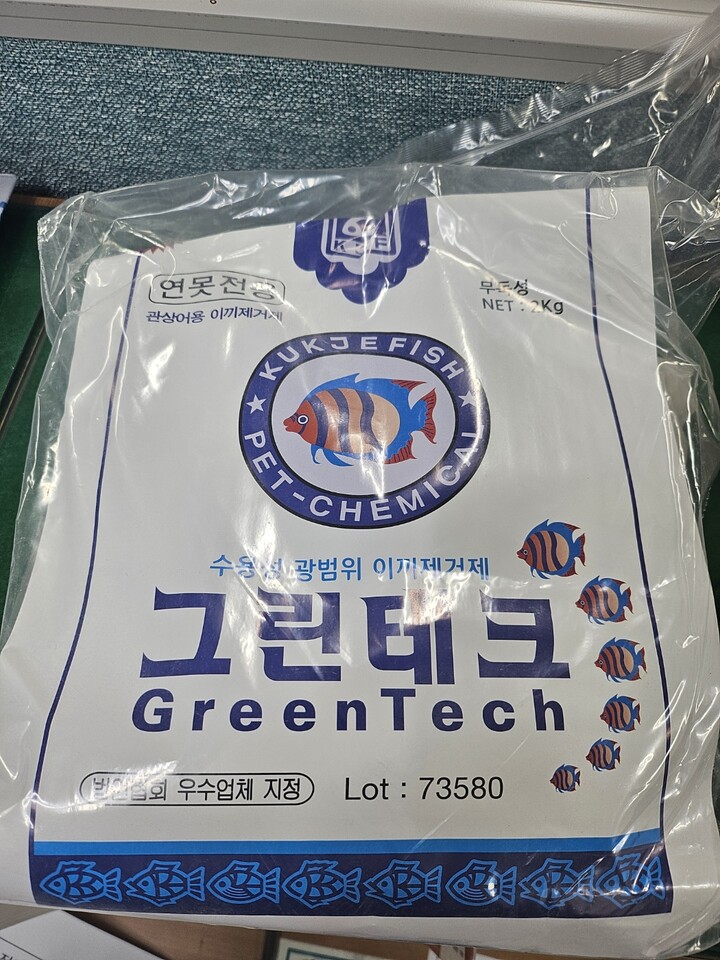 K.J.F
연못전용
관상어용 이끼제거제
무독성
NET : 2Kg
KUKJEFISH
PET-CHEMICAL
수용성 광범위 이끼제거제
그린테크
GreenTech
우수업체 지정
Lot : 73580